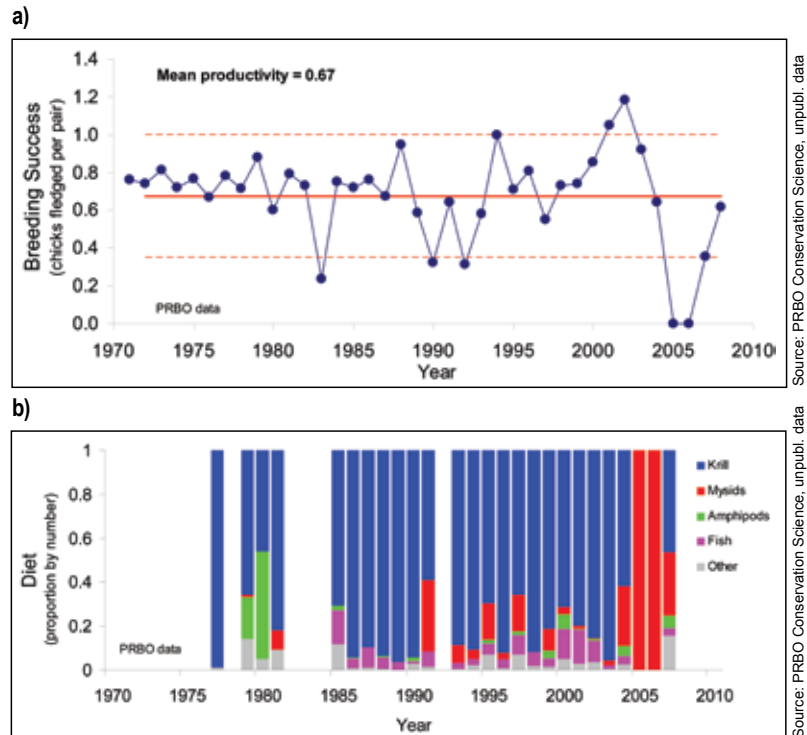 a)
1.4
1.2
1.0
0.8
0.6
0.4
0.2
0.0
Mean productivity = 0.67
PRBO data
Breeding Success
(chicks fledged per pair)
1970 1975 1980 1985 1990 1995 2000 2005 2010
Year
Source: PRBO Conservation Science, unpubl. data
b)
1
0.8
0.6
0.4
0.2
0
Diet
(proportion by number)
PRBO data
Krill
Mysids
Amphipods
Fish
Other
1970 1975 1980 1985 1990 1995 2000 2005 2010
Year
Source: PRBO Conservation Science, unpubl. data